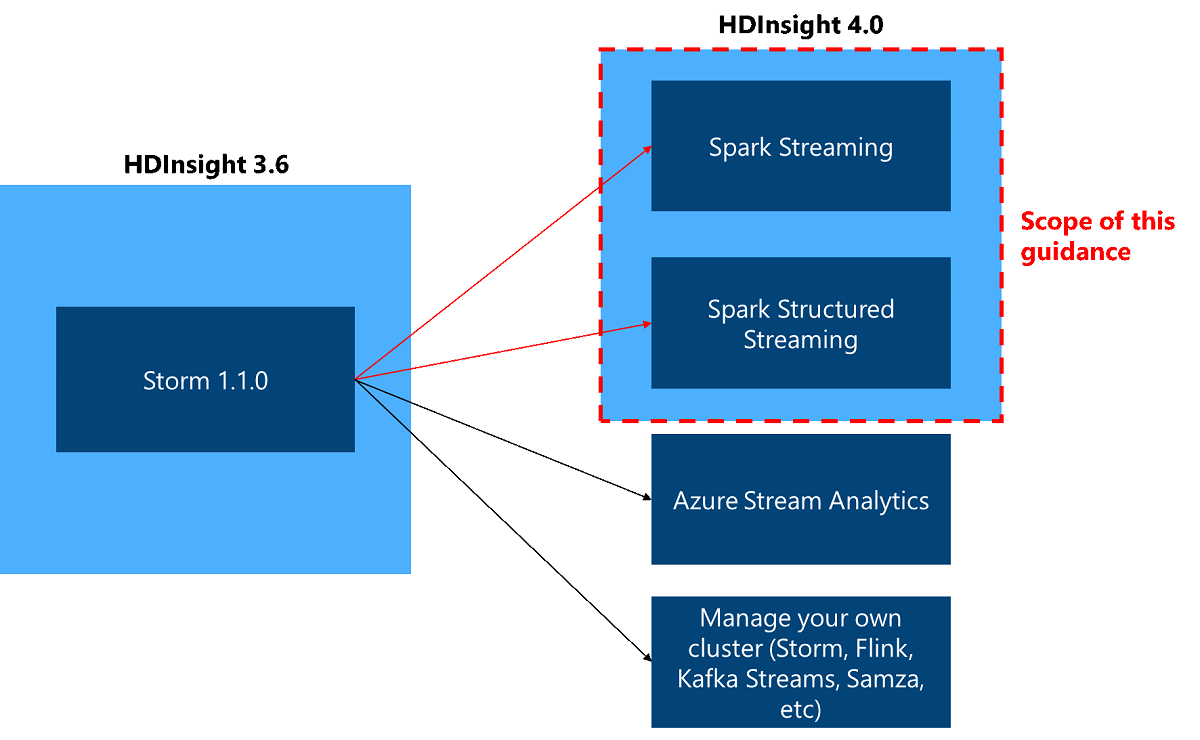 HDInsight 4.0
Spark Streaming
HDInsight 3.6
Scope of this
guidance
Spark Structured
Streaming
Storm 1.1.0
Azure Stream Analytics
Manage your own
cluster (Storm, Flink,
Kafka Streams, Samza,
etc)